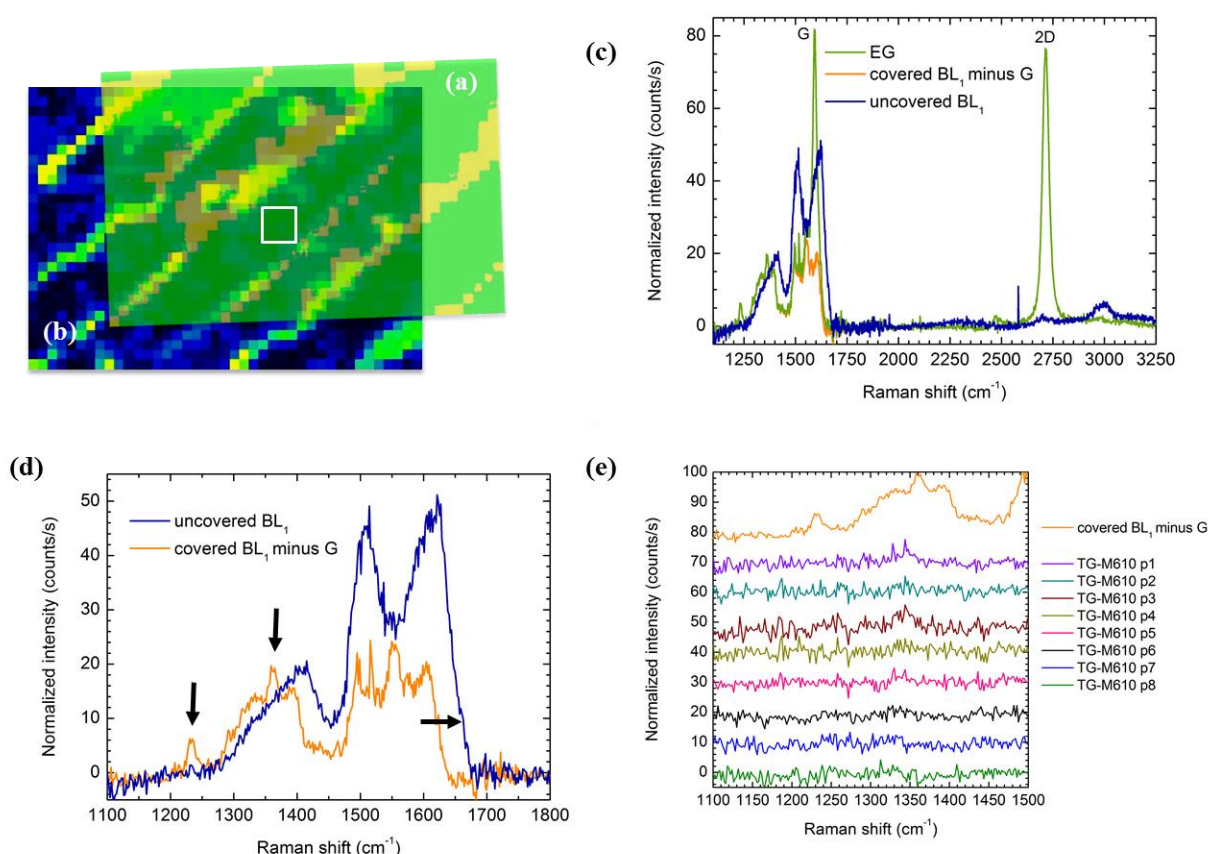 (a)
(b)
(c)
G
2D
EG
covered BL₁ minus G
uncovered BL₁
80
60
40
20
0
Normalized intensity (counts/s)
1250 1500 1750 2000 2250 2500 2750 3000 3250
Raman shift (cm⁻¹)
(d)
uncovered BL₁
covered BL₁ minus G
50
40
30
20
10
0
Normalized intensity (counts/s)
1100 1200 1300 1400 1500 1600 1700 1800
Raman shift (cm⁻¹)
(e)
100
90
80
70
60
50
40
30
20
10
0
Normalized intensity (counts/s)
1100 1150 1200 1250 1300 1350 1400 1450 1500
Raman shift (cm⁻¹)
covered BL₁ minus G
TG-M610 p1
TG-M610 p2
TG-M610 p3
TG-M610 p4
TG-M610 p5
TG-M610 p6
TG-M610 p7
TG-M610 p8